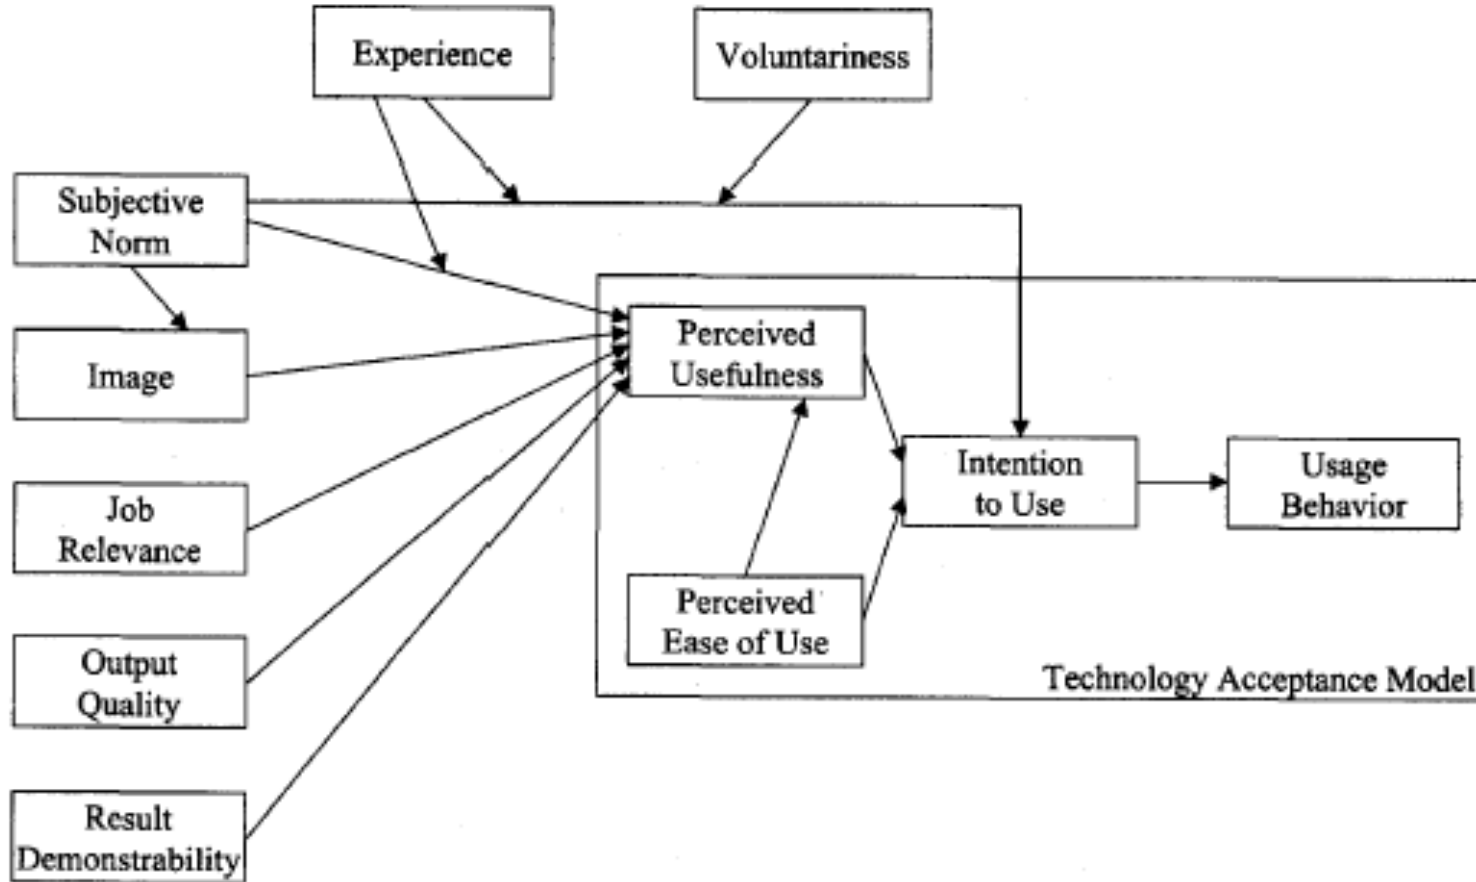 Experience
Voluntariness
Subjective
Norm
Image
Job
Relevance
Output
Quality
Result
Demonstrability
Perceived
Usefulness
Perceived
Ease of Use
Intention
to Use
Usage
Behavior
Technology Acceptance Model